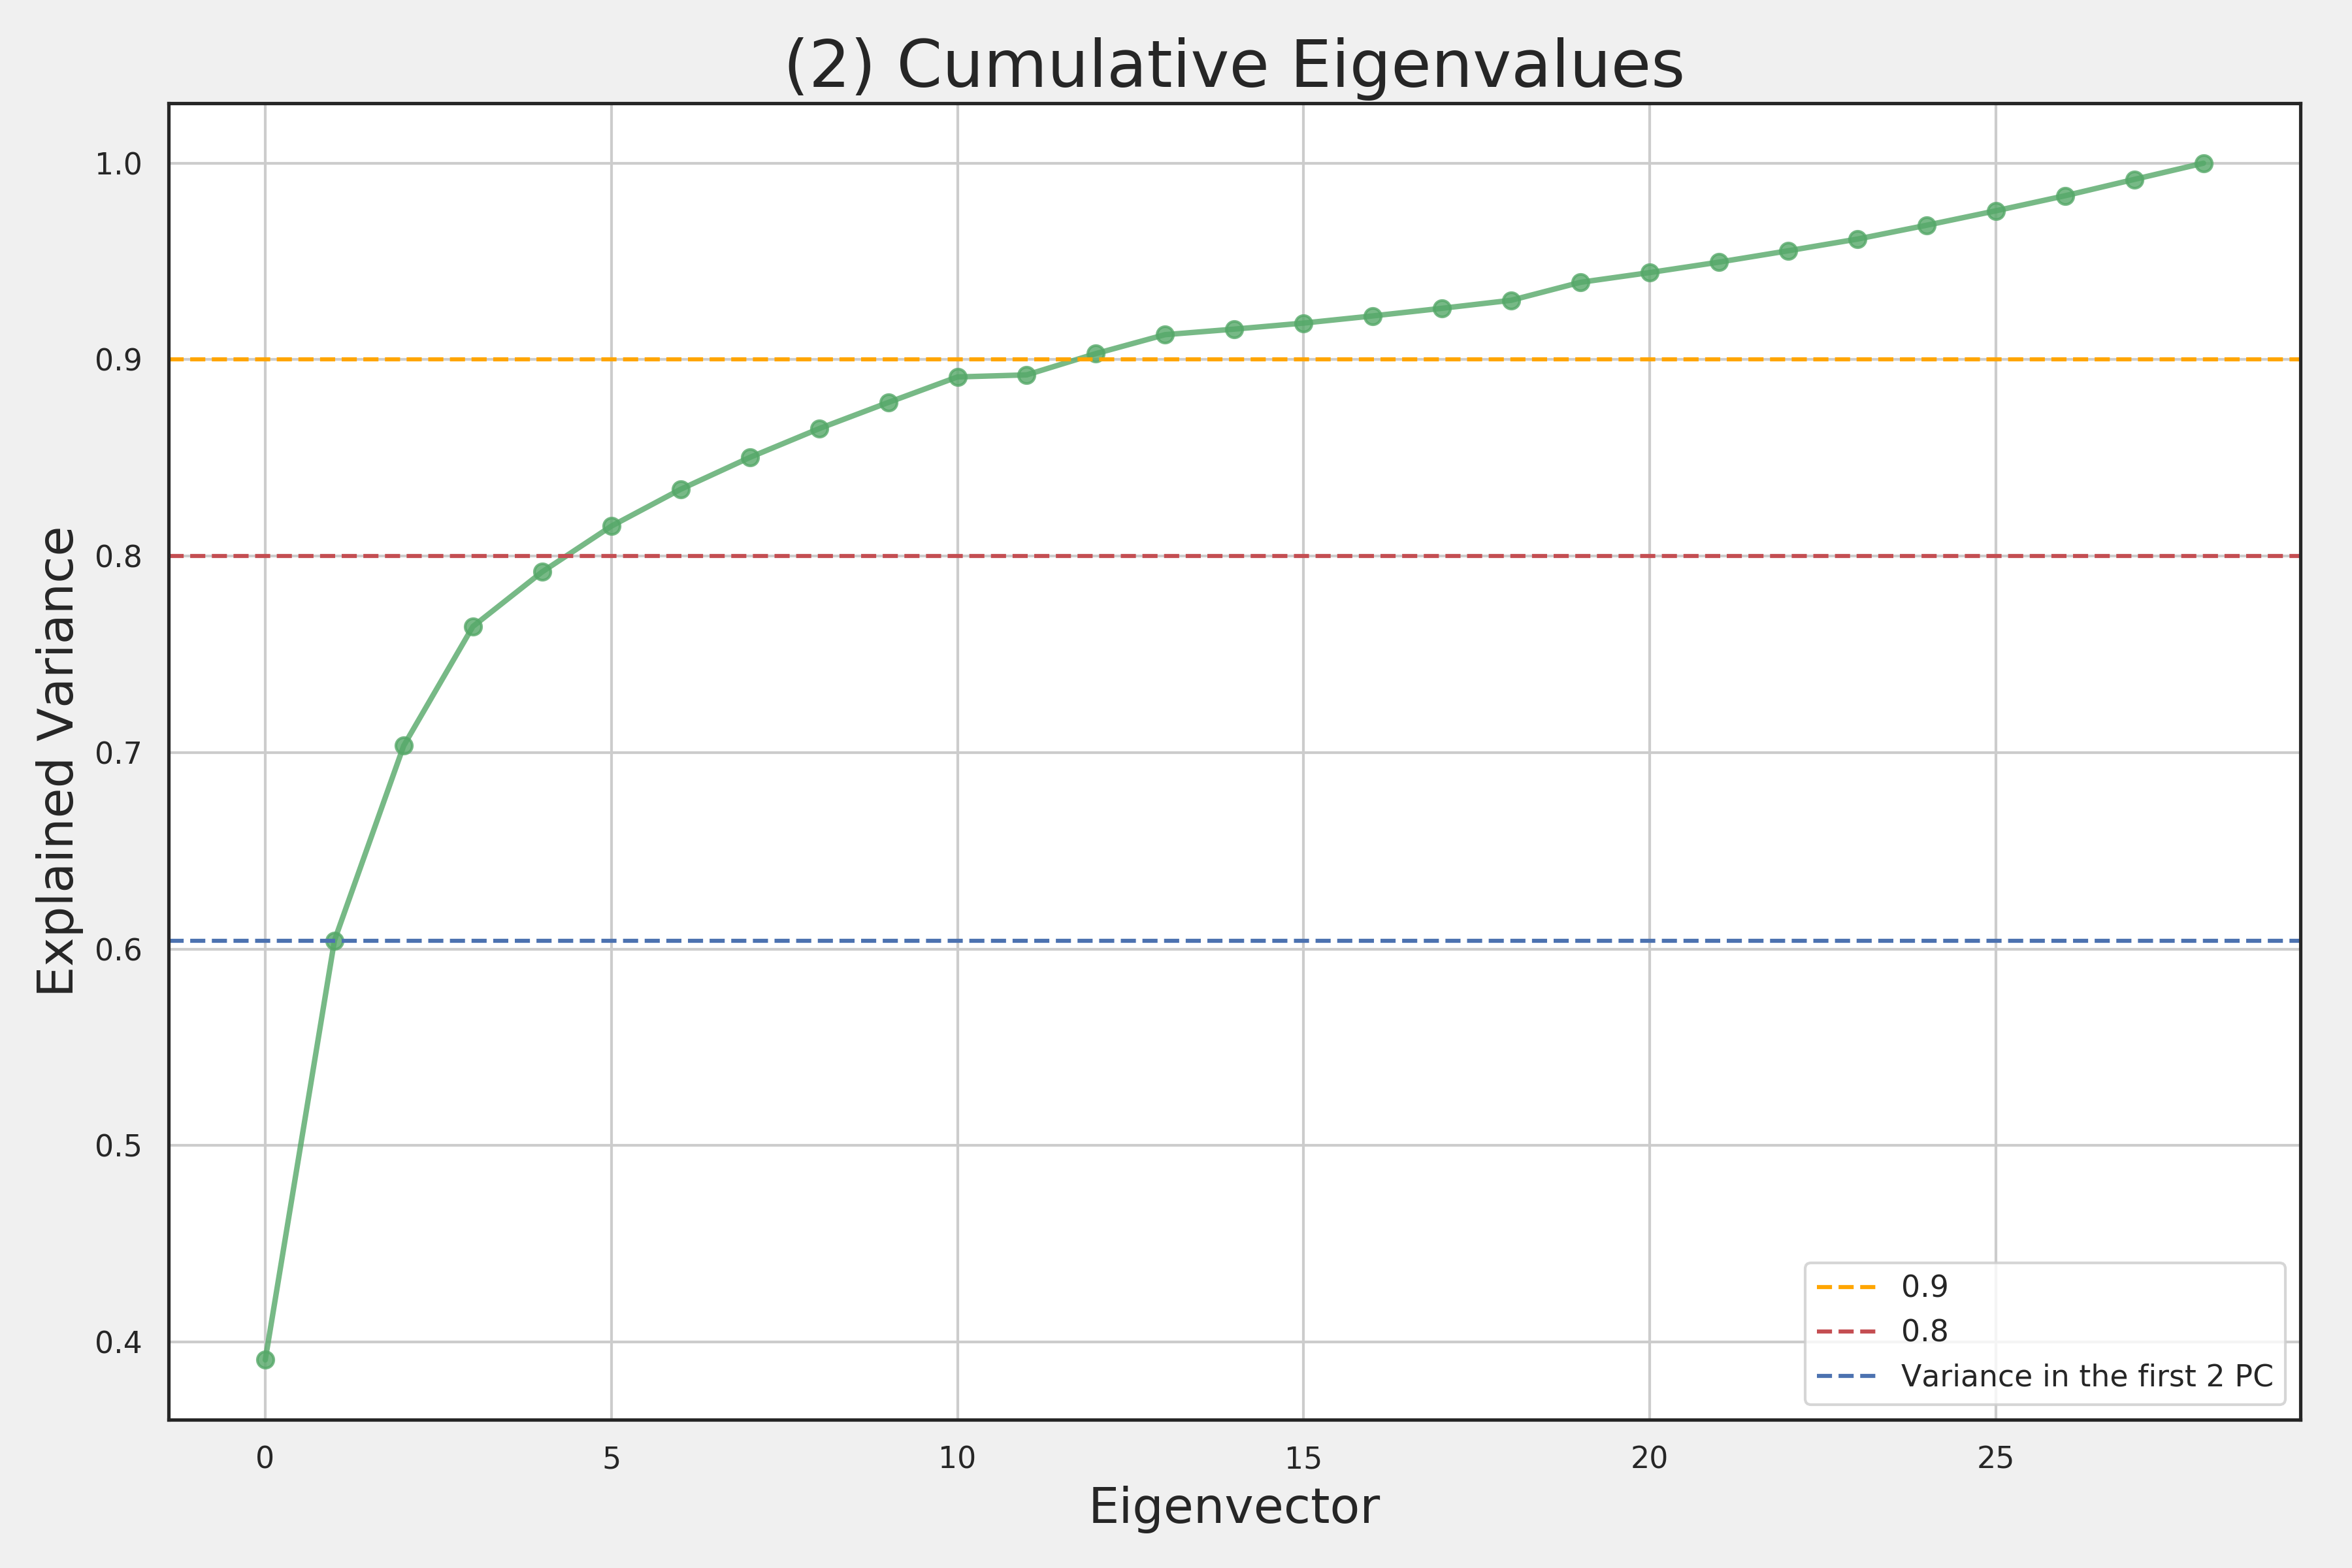 (2) Cumulative Eigenvalues
Explained Variance
1.0
0.9
0.8
0.7
0.6
0.5
0.4
0 5 10 15 20 25
Eigenvector
0.9
0.8
Variance in the first 2 PC